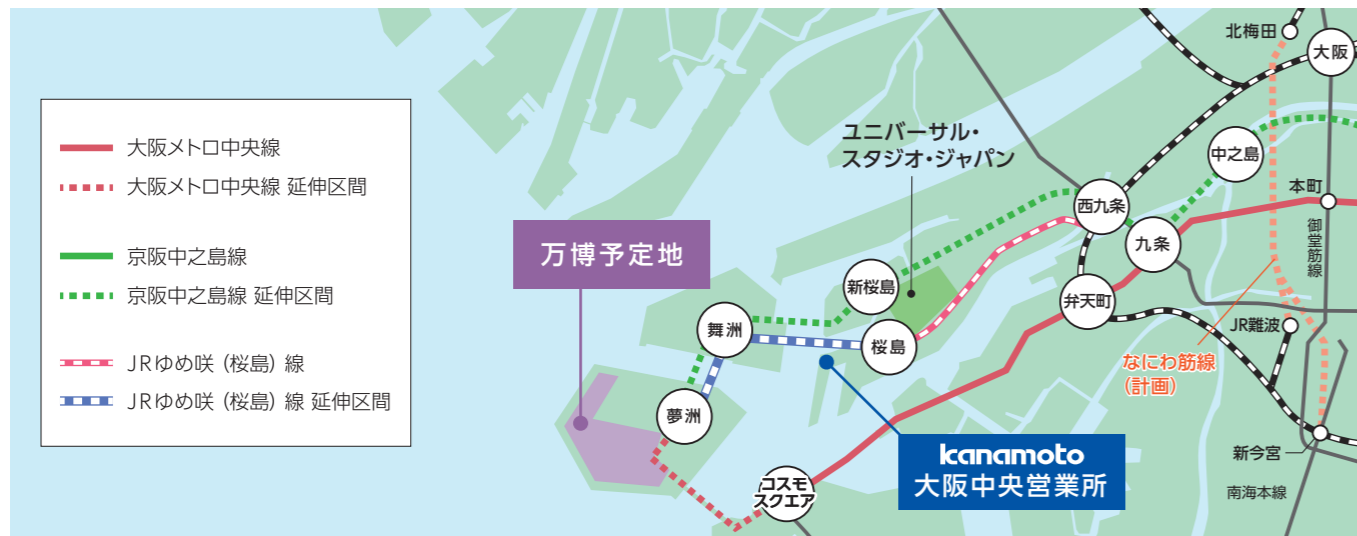 大阪メトロ中央線
大阪メトロ中央線 延伸区間
京阪中之島線
京阪中之島線 延伸区間
JRゆめ咲（桜島）線
JRゆめ咲（桜島）線 延伸区間
万博予定地
ユニバーサル・
スタジオ・ジャパン
北梅田
大阪
中之島
本町
御堂筋線
西九条
九条
弁天町
新桜島
桜島
舞洲
夢洲
コスモ
スクエア
JR難波
なにわ筋線
（計画）
新今宮
南海本線
kanamoto
大阪中央営業所